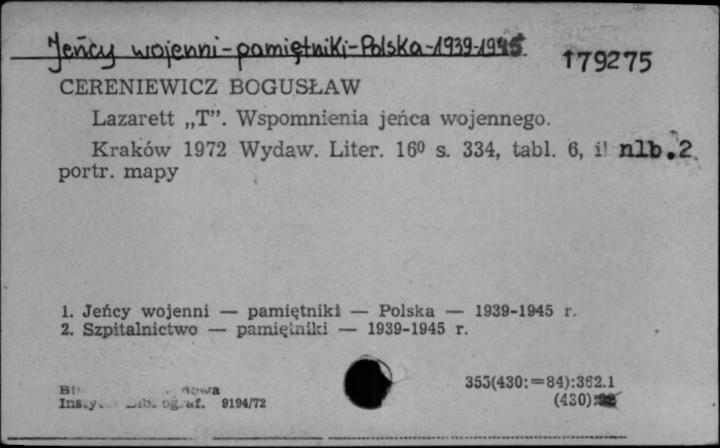 Jeńcy wojenni-pamiętniki-Polska-1939-1945
179275
CERENIEWICZ BOGUSŁAW
Lazarett „T”. Wspomnienia jeńca wojennego.
Kraków 1972 Wydaw. Liter. 16⁰ s. 334, tabl. 6, il nlb.2
portr. mapy
1. Jeńcy wojenni — pamiętniki — Polska — 1939-1945 r.
2. Szpitalnictwo — pamiętniki — 1939-1945 r.
9194/72
355(430:=84):362.1
(430):